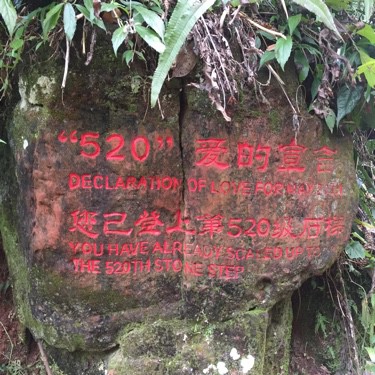 “520” 爱的宣言
DECLARATION OF LOVE FOR
您已登上第520级石梯
YOU HAVE ALREADY SCALED UP TO
THE 520TH STONE STEP